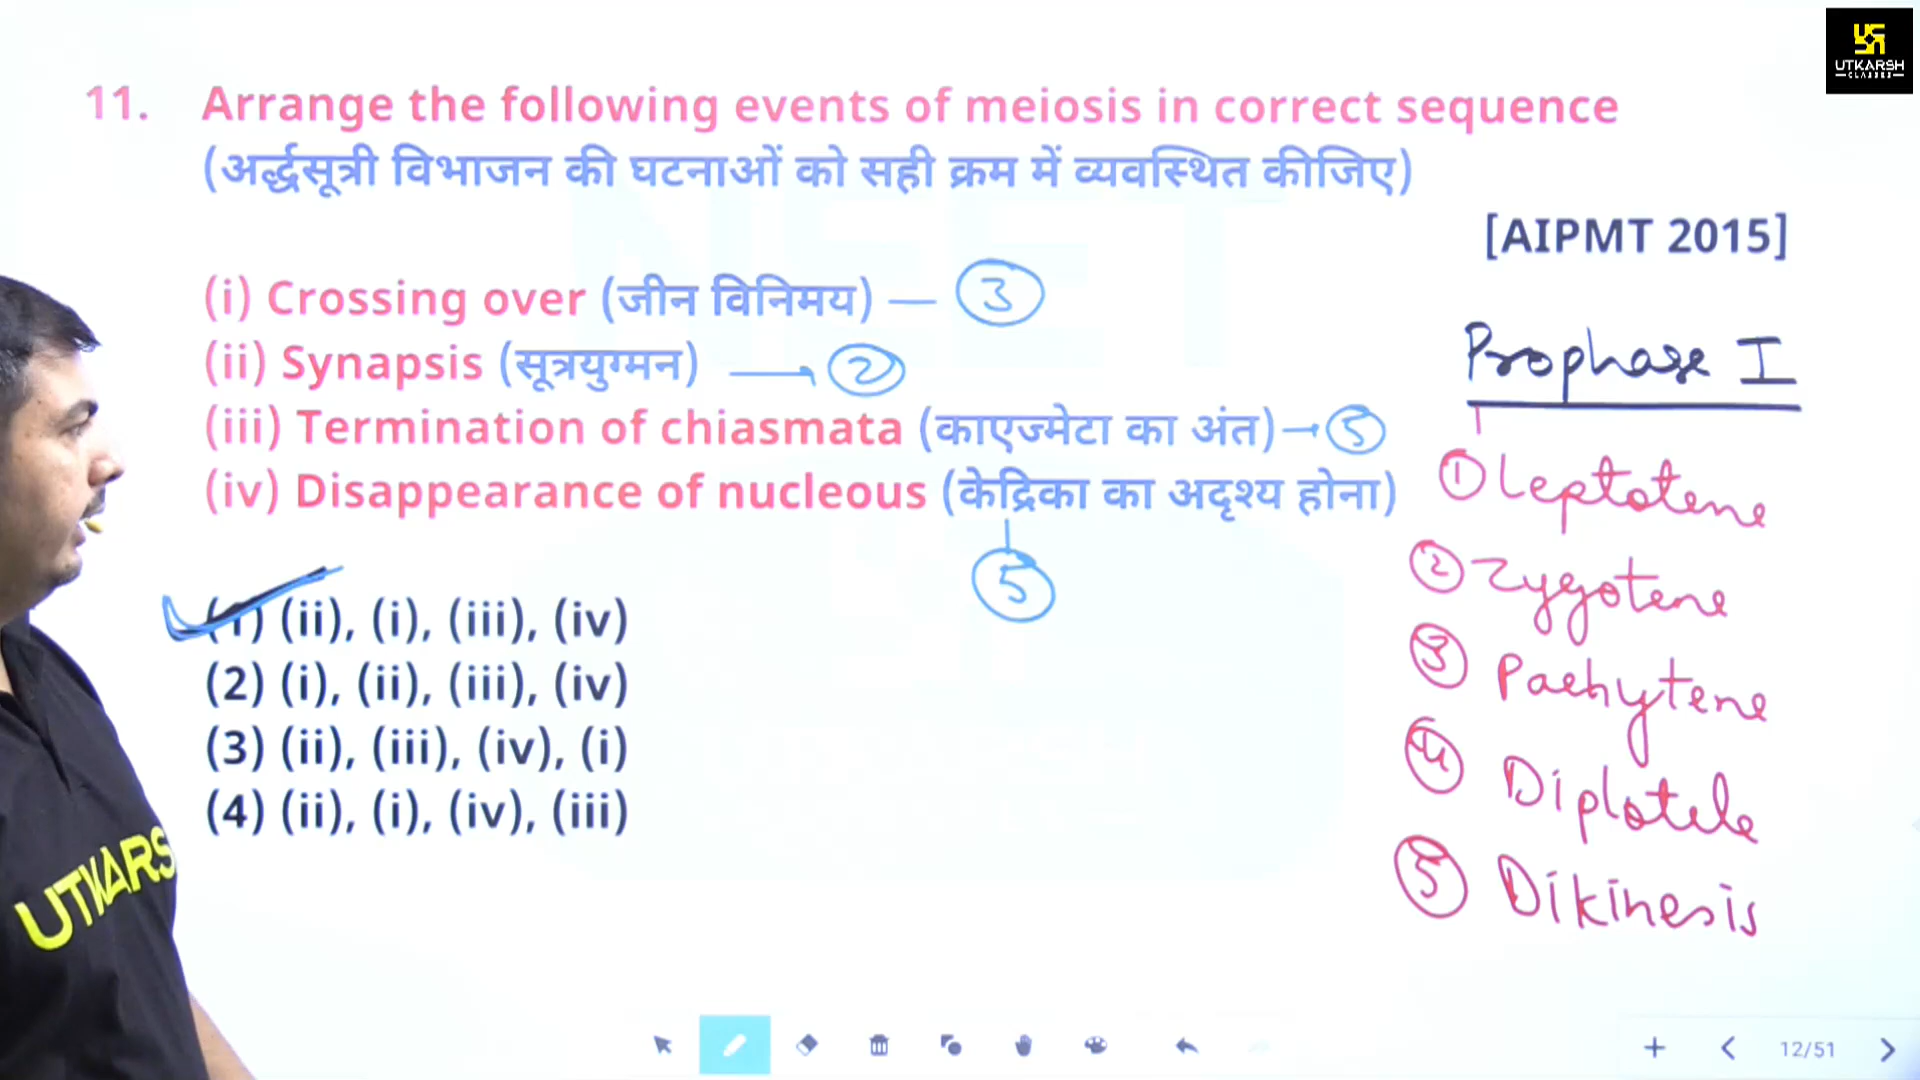 UTKARSH
CLASSES
11. Arrange the following events of meiosis in correct sequence
(अर्द्धसूत्री विभाजन की घटनाओं को सही क्रम में व्यवस्थित कीजिए)
[AIPMT 2015]
(i) Crossing over (जीन विनिमय) — 3
(ii) Synapsis (सूत्रयुग्मन) → 2
(iii) Termination of chiasmata (काएज्मेटा का अंत) → 5
(iv) Disappearance of nucleous (केद्रिका का अदृश्य होना)
5
(1) (ii), (i), (iii), (iv)
(2) (i), (ii), (iii), (iv)
(3) (ii), (iii), (iv), (i)
(4) (ii), (i), (iv), (iii)
Prophase I
1 Leptotene
2 Zygotene
3 Pachytene
4 Diplotele
5 Dikinesis
UTKARS
12/51